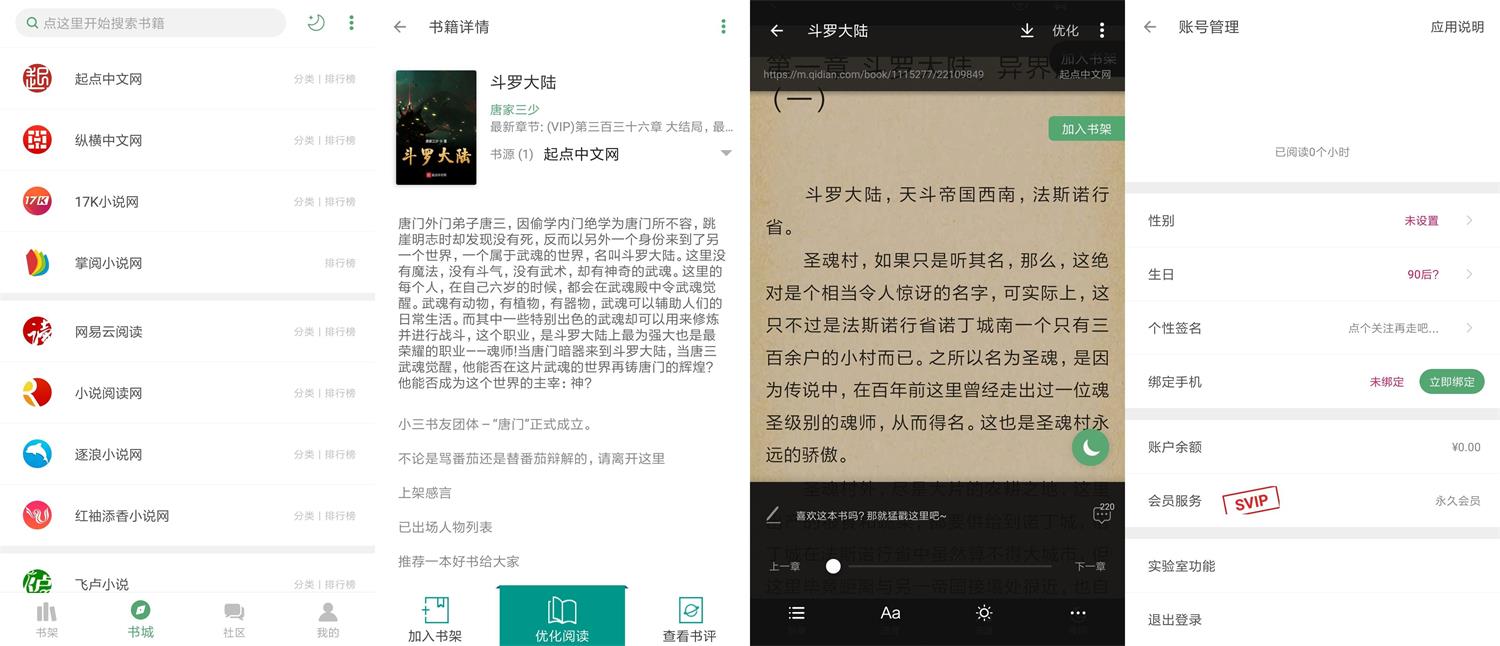 点这里开始搜索书籍
起点中文网
分类 | 排行榜
纵横中文网
分类 | 排行榜
17K
17K小说网
分类 | 排行榜
掌阅小说网
排行榜
读
网易云阅读
分类 | 排行榜
小说阅读网
分类 | 排行榜
逐浪小说网
分类 | 排行榜
红袖添香小说网
分类 | 排行榜
飞卢小说
分类 | 排行榜
书架
书城
社区
我的
书籍详情
斗罗大陆
斗罗大陆
唐家三少
最新章节: (VIP)第三百三十六章 大结局，最...
书源 (1) 起点中文网
唐门外门弟子唐三，因偷学内门绝学为唐门所不容，跳
崖明志时却发现没有死，反而以另外一个身份来到了另
一个世界，一个属于武魂的世界，名叫斗罗大陆。这里没
有魔法，没有斗气，没有武术，却有神奇的武魂。这里的
每个人，在自己六岁的时候，都会在武魂殿中令武魂觉
醒。武魂有动物，有植物，有器物，武魂可以辅助人们的
日常生活。而其中一些特别出色的武魂却可以用来修炼
并进行战斗，这个职业，是斗罗大陆上最为强大也是最
荣耀的职业——魂师!当唐门暗器来到斗罗大陆，当唐三
武魂觉醒，他能否在这片武魂的世界再铸唐门的辉煌?
他能否成为这个世界的主宰：神?
小三书友团体 – “唐门”正式成立。
不论是骂番茄还是替番茄辩解的，请离开这里
上架感言
已出场人物列表
推荐一本好书给大家
加入书架
优化阅读
查看书评
斗罗大陆
优化
加入书架
第一章 斗罗大陆，异界
https://m.qidian.com/book/1115277/22109849
起点中文网
（一）
加入书架
斗罗大陆，天斗帝国西南，法斯诺行
省。
圣魂村，如果只是听其名，那么，这绝
对是个相当令人惊讶的名字，可实际上，这
只不过是法斯诺行省诺丁城南一个只有三
百余户的小村而已。之所以名为圣魂，是因
为传说中，在百年前这里曾经走出过一位魂
圣级别的魂师，从而得名。这也是圣魂村永
远的骄傲。
圣魂村外，尽是大片的农耕之地，这里
喜欢这本书吗? 那就猛戳这里吧~
220
上一章
下一章
Aa
账号管理
应用说明
已阅读0个小时
性别
未设置
生日
90后?
个性签名
点个关注再走吧...
绑定手机
未绑定
立即绑定
账户余额
¥0.00
会员服务
SVIP
永久会员
实验室功能
退出登录